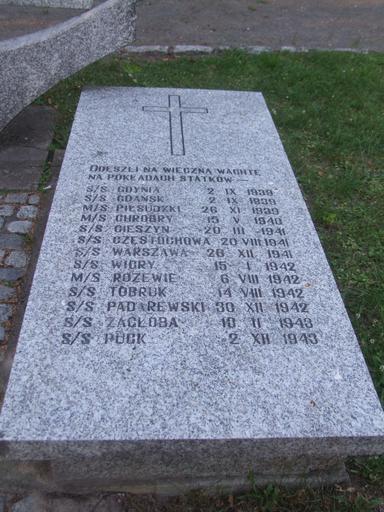 ODESZLI NA WIECZNĄ WACHTĘ
NA POKŁADACH STATKÓW —
S/S GDYNIA 2 IX 1939
S/S GDAŃSK 2 IX 1939
M/S PIŁSUDSKI 26 XI 1939
M/S CHROBRY 15 V 1940
S/S CIESZYN 20 III 1941
S/S CZĘSTOCHOWA 20 VIII 1941
S/S WARSZAWA 26 XII 1941
S/S WIGRY 15 I 1942
M/S ROZEWIE 6 VIII 1942
S/S TOBRUK 14 VIII 1942
S/S PADEREWSKI 30 XII 1942
S/S ZAGŁOBA 10 II 1943
S/S PUCK 2 XII 1943